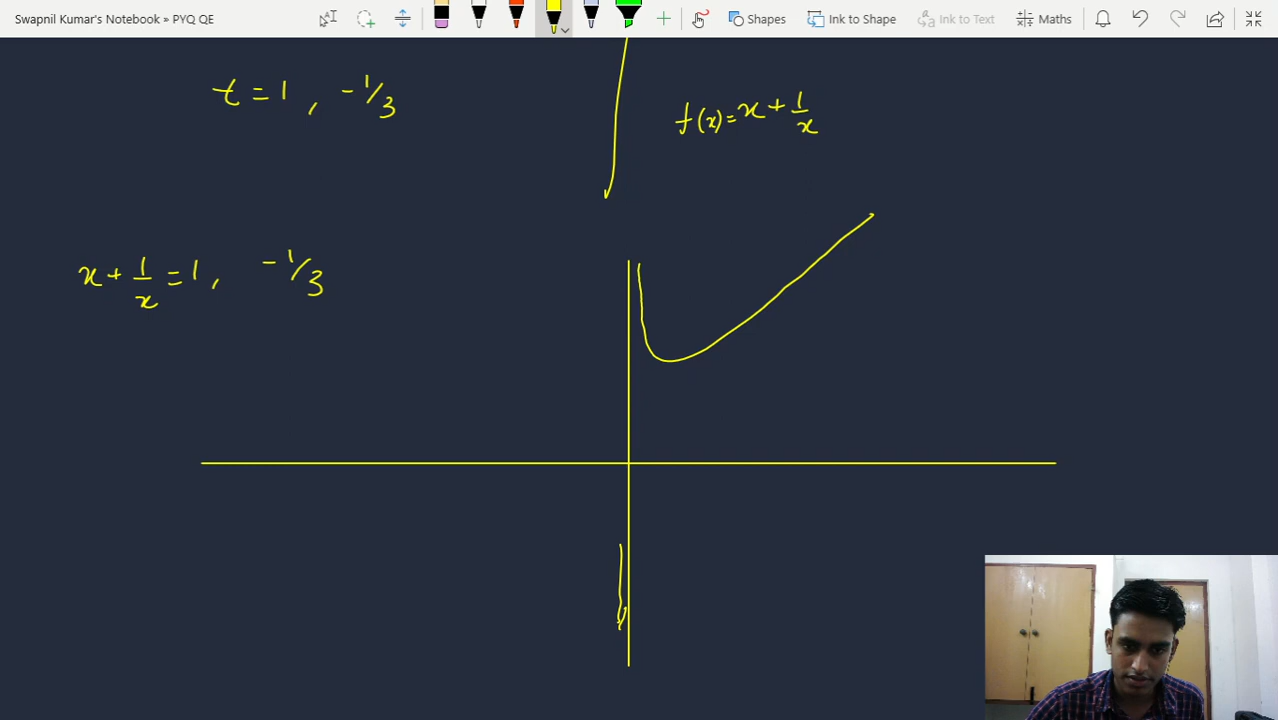 Swapnil Kumar's Notebook » PYQ QE
Shapes
Ink to Shape
Ink to Text
Maths
t = 1 , -1/3
f(x) = x + 1/x
x + 1/x = 1 , -1/3